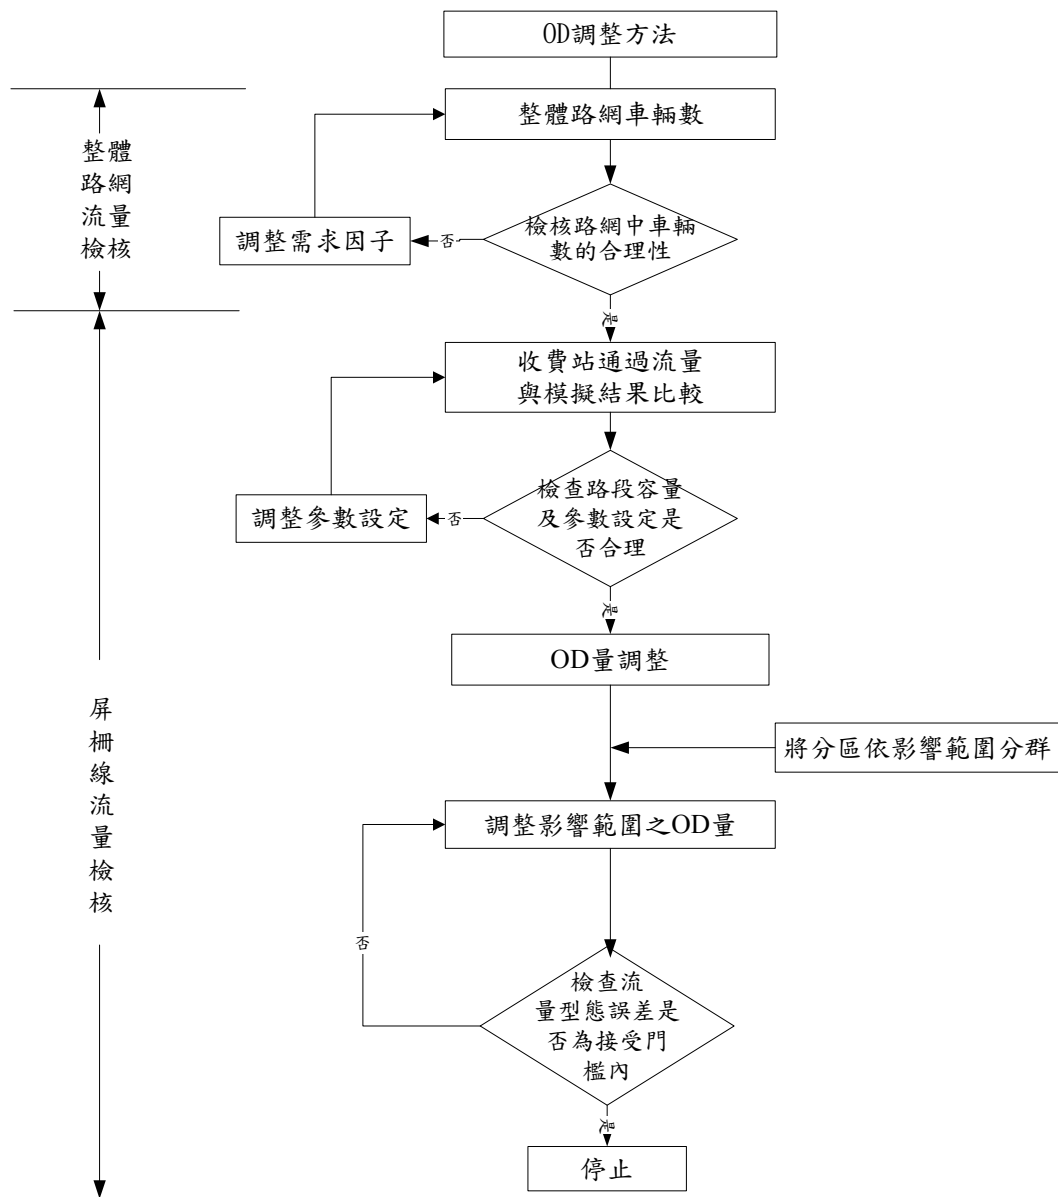 OD調整方法
整體路網車輛數
整體
路網
流量
檢核
檢核路網中車輛
數的合理性
否
調整需求因子
是
收費站通過流量
與模擬結果比較
檢查路段容量
及參數設定是
否合理
否
調整參數設定
是
OD量調整
將分區依影響範圍分群
調整影響範圍之OD量
屏
柵
線
流
量
檢
核
否
檢查流
量型態誤差是
否為接受門
檻內
是
停止